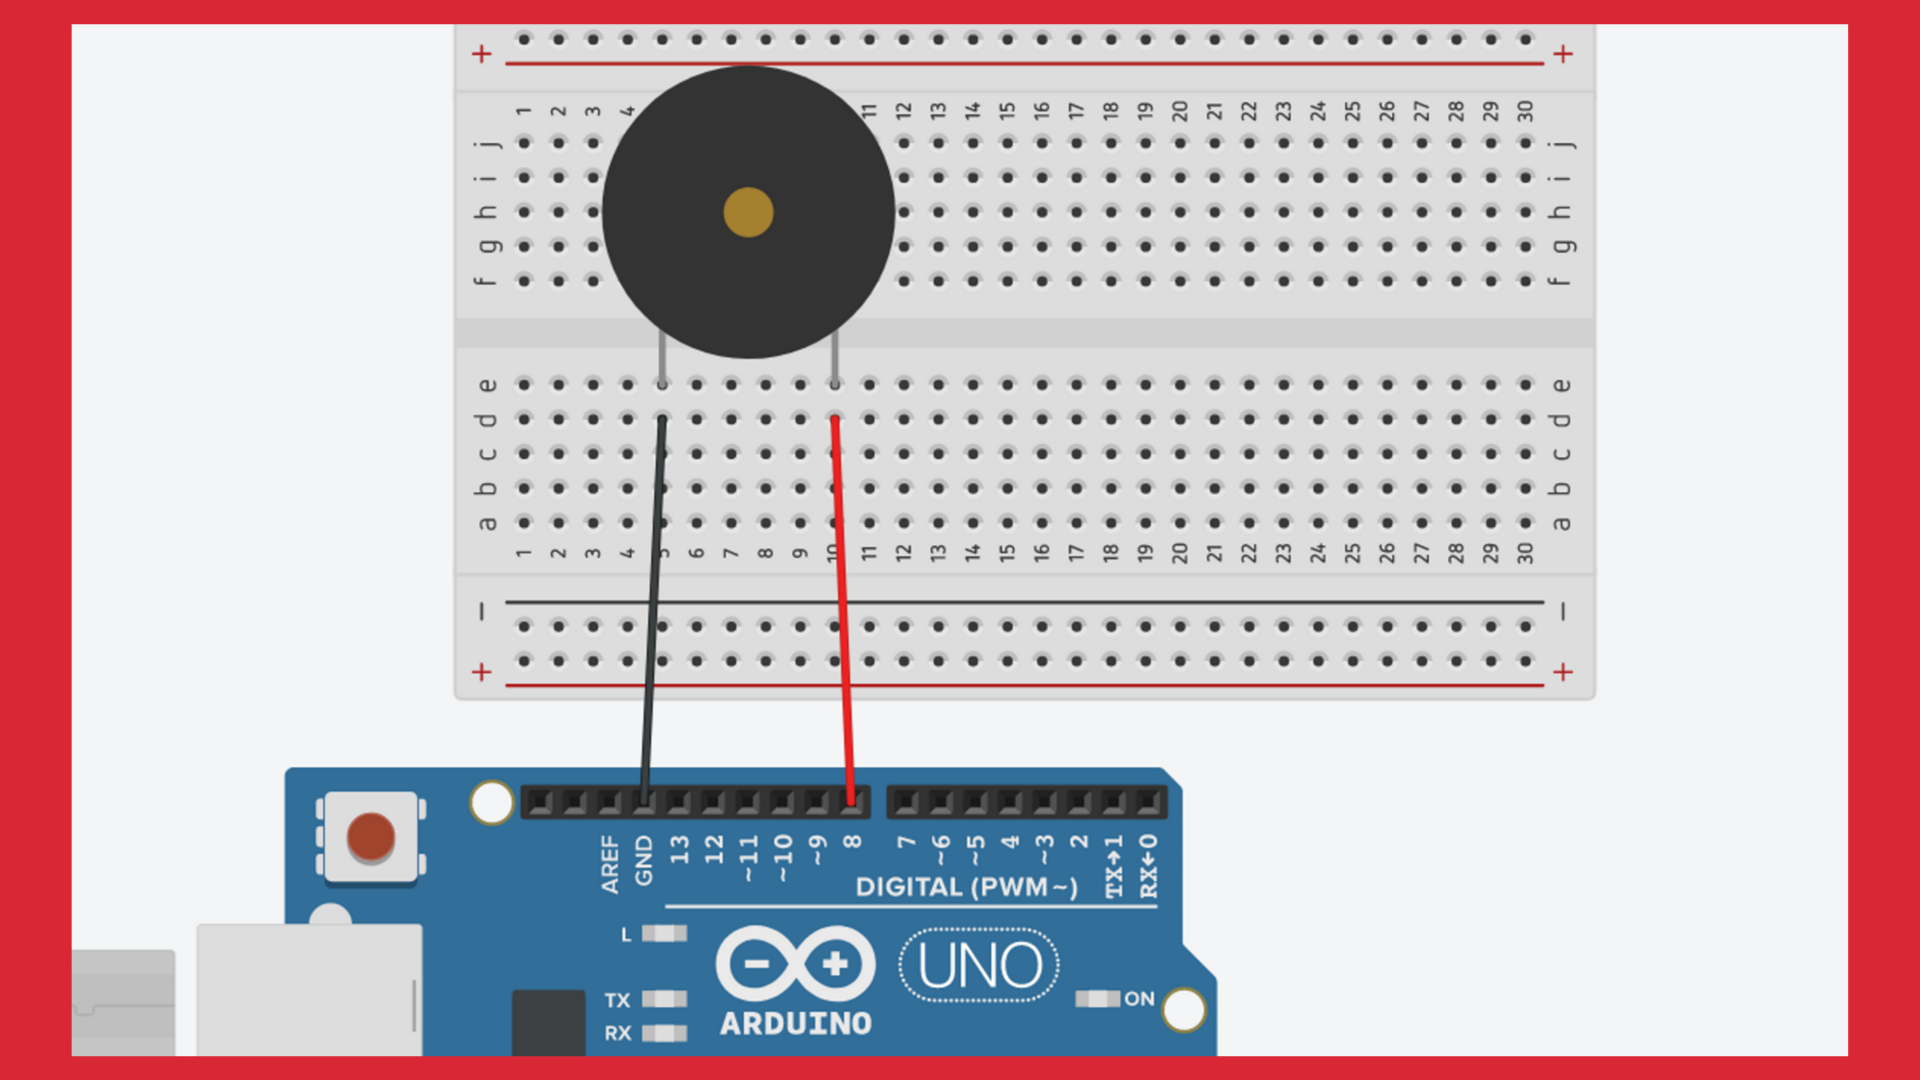 + +
1 2 3 4 11 12 13 14 15 16 17 18 19 20 21 22 23 24 25 26 27 28 29 30
j j
i i
h h
g g
f f
e e
d d
c c
b b
a a
1 2 3 4 5 6 7 8 9 10 11 12 13 14 15 16 17 18 19 20 21 22 23 24 25 26 27 28 29 30
− −
+ +
AREF GND 13 12 ~11 ~10 ~9 8 7 ~6 ~5 4 ~3 2 TX→1 RX←0
DIGITAL (PWM~)
L
UNO
TX
ON
RX
ARDUINO